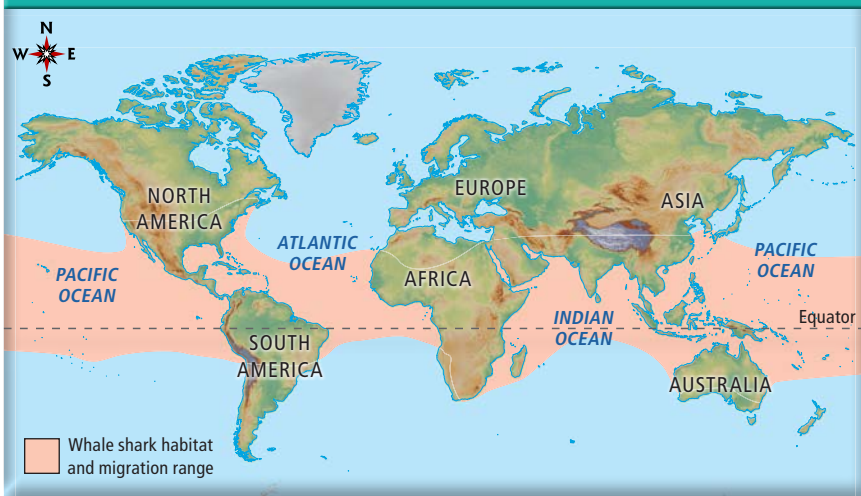 N
W E
S
NORTH
AMERICA
EUROPE
ASIA
ATLANTIC
OCEAN
PACIFIC
OCEAN
PACIFIC
OCEAN
AFRICA
INDIAN
OCEAN
Equator
SOUTH
AMERICA
AUSTRALIA
Whale shark habitat
and migration range